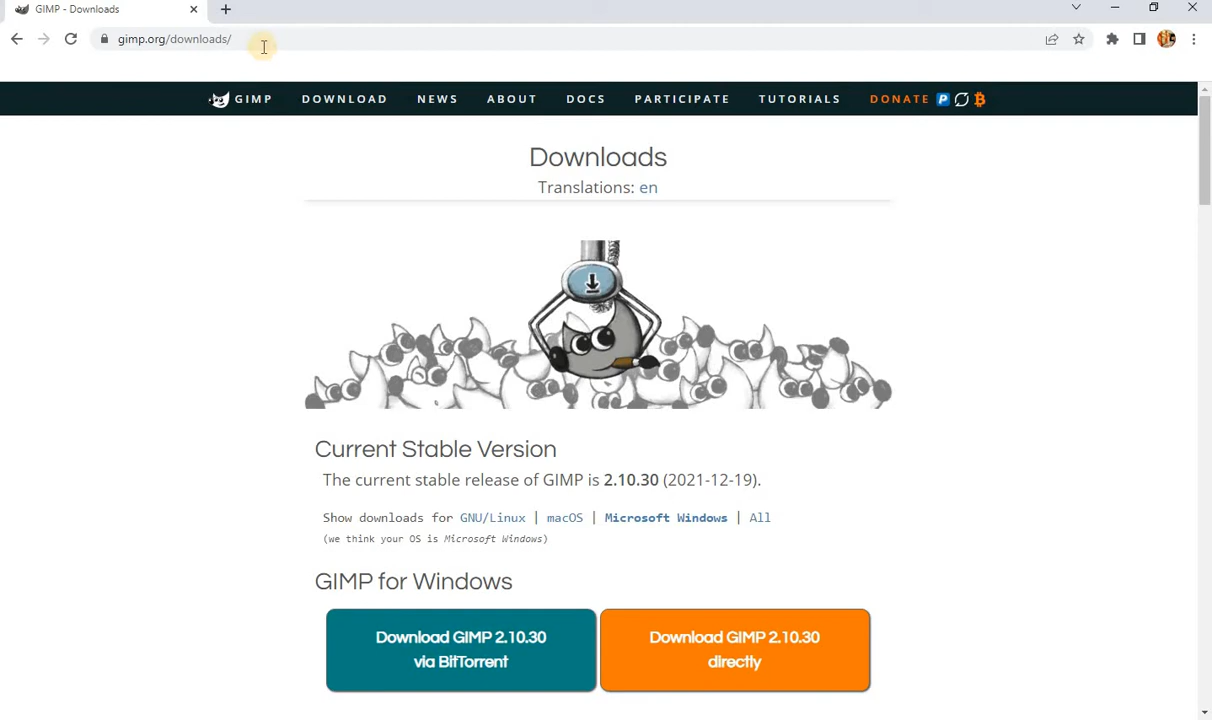 GIMP - Downloads
gimp.org/downloads/
GIMP DOWNLOAD NEWS ABOUT DOCS PARTICIPATE TUTORIALS DONATE
Downloads
Translations: en
Current Stable Version
The current stable release of GIMP is 2.10.30 (2021-12-19).
Show downloads for GNU/Linux | macOS | Microsoft Windows | All
(we think your OS is Microsoft Windows)
GIMP for Windows
Download GIMP 2.10.30
via BitTorrent
Download GIMP 2.10.30
directly